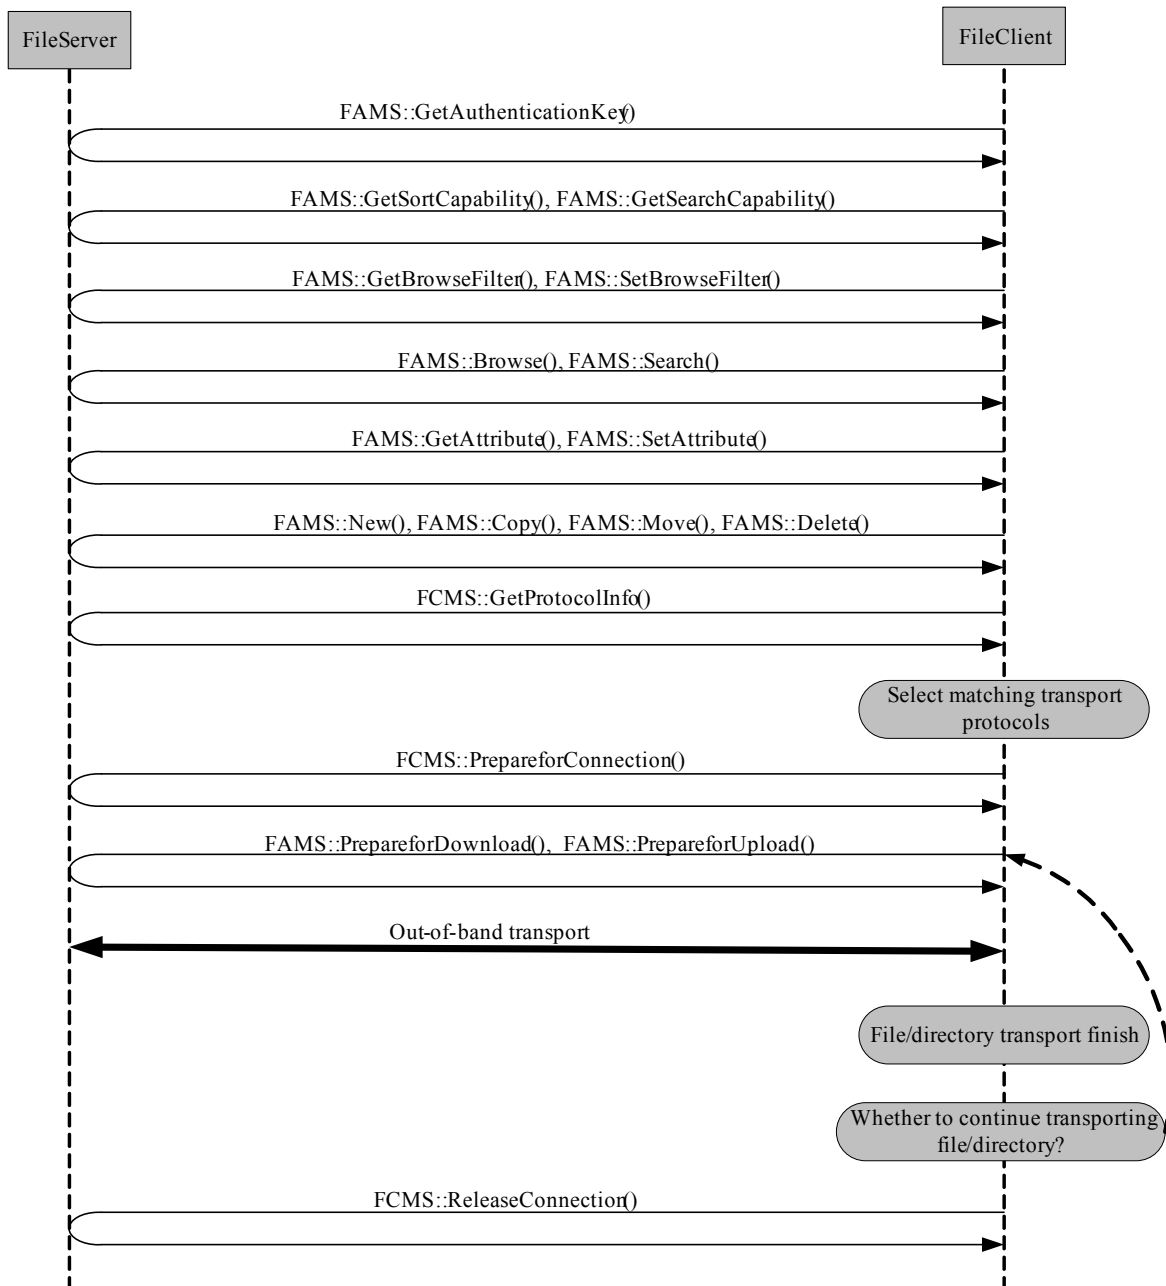 FileServer
FileClient
FAMS::GetAuthenticationKey()
FAMS::GetSortCapability(), FAMS::GetSearchCapability()
FAMS::GetBrowseFilter(), FAMS::SetBrowseFilter()
FAMS::Browse(), FAMS::Search()
FAMS::GetAttribute(), FAMS::SetAttribute()
FAMS::New(), FAMS::Copy(), FAMS::Move(), FAMS::Delete()
FCMS::GetProtocolInfo()
Select matching transport
protocols
FCMS::PrepareforConnection()
FAMS::PrepareforDownload(), FAMS::PrepareforUpload()
Out-of-band transport
File/directory transport finish
Whether to continue transporting
file/directory?
FCMS::ReleaseConnection()